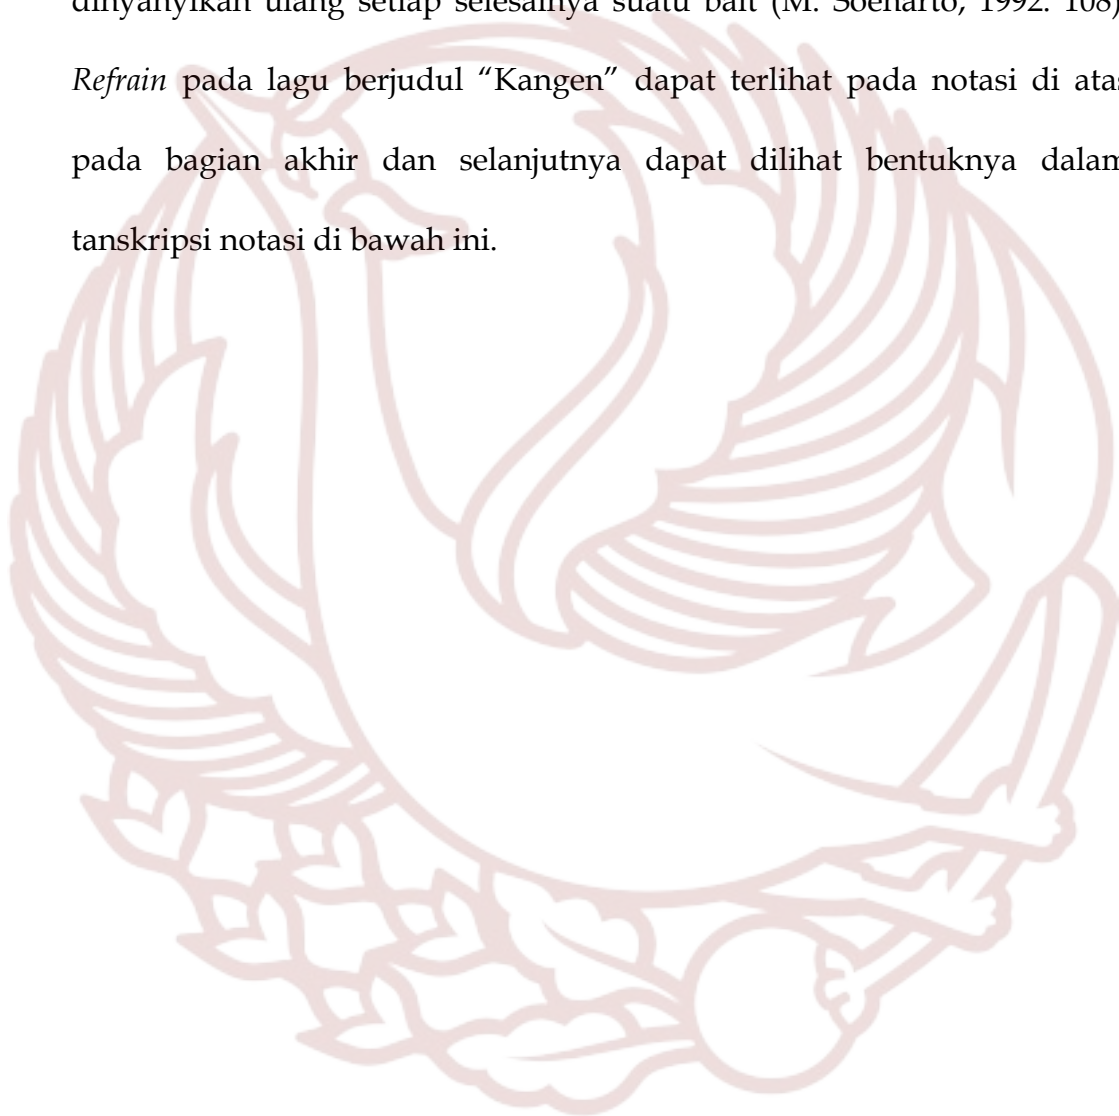 dinyanyikan ulang setiap selesainya suatu bait (M. Soeharto, 1992: 108)
Refrain pada lagu berjudul “Kangen” dapat terlihat pada notasi di atas
pada bagian akhir dan selanjutnya dapat dilihat bentuknya dalam
tanskripsi notasi di bawah ini.